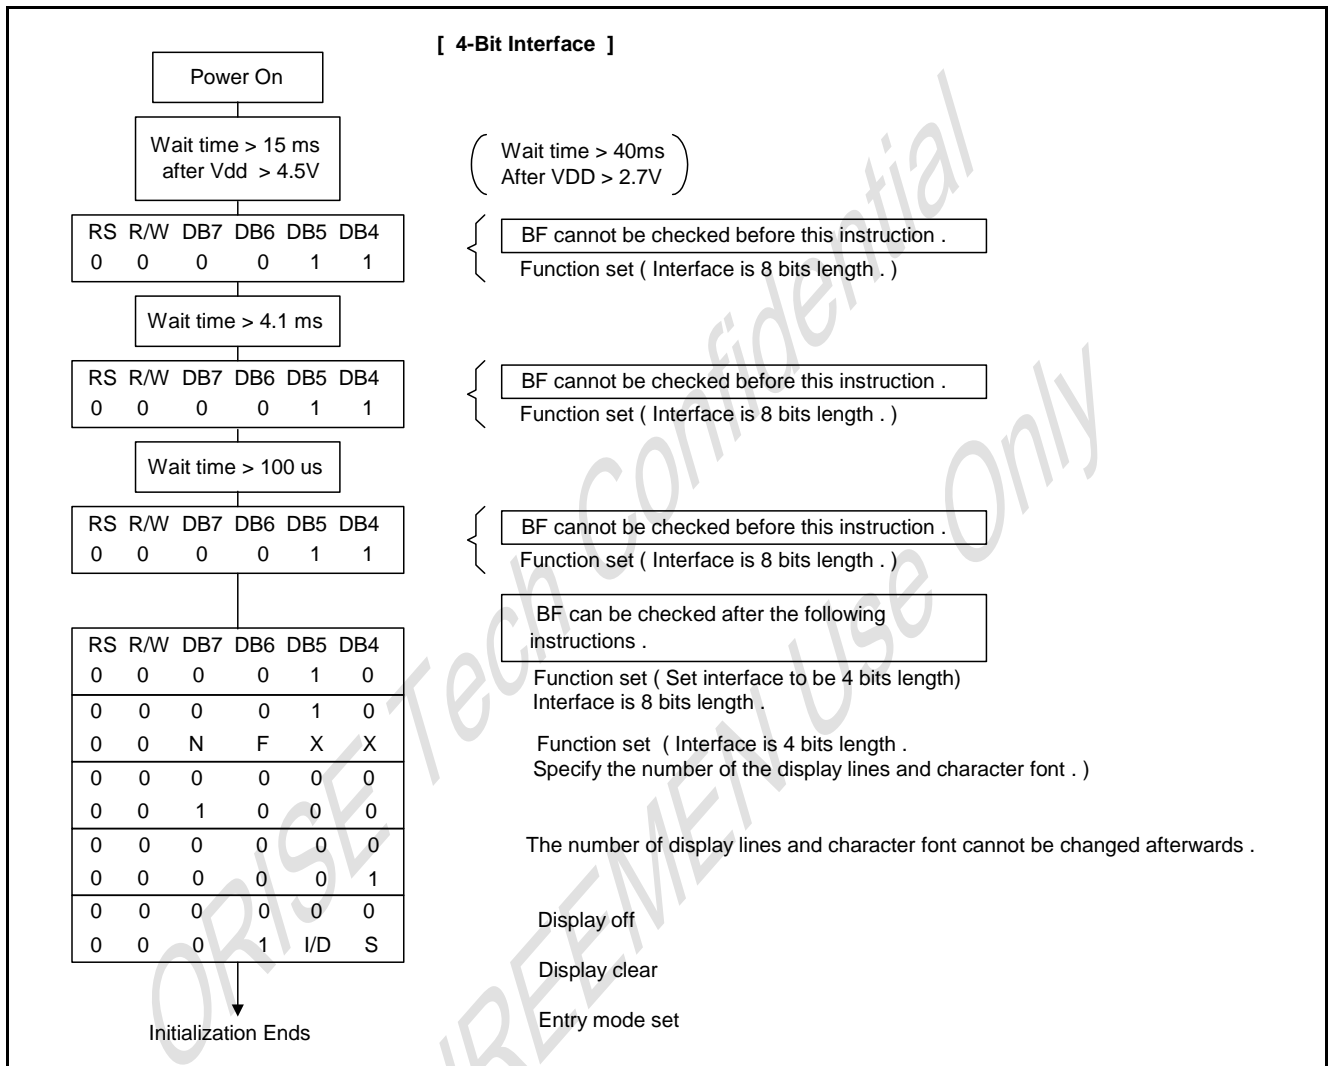 [ 4-Bit Interface ]
Power On
Wait time > 15 ms
after Vdd > 4.5V
Wait time > 40ms
After VDD > 2.7V
RS R/W DB7 DB6 DB5 DB4
0 0 0 0 1 1
BF cannot be checked before this instruction .
Function set ( Interface is 8 bits length . )
Wait time > 4.1 ms
RS R/W DB7 DB6 DB5 DB4
0 0 0 0 1 1
BF cannot be checked before this instruction .
Function set ( Interface is 8 bits length . )
Wait time > 100 us
RS R/W DB7 DB6 DB5 DB4
0 0 0 0 1 1
BF cannot be checked before this instruction .
Function set ( Interface is 8 bits length . )
BF can be checked after the following
instructions .
RS R/W DB7 DB6 DB5 DB4
0 0 0 0 1 0
0 0 0 0 1 0
0 0 N F X X
0 0 0 0 0 0
0 0 1 0 0 0
0 0 0 0 0 0
0 0 0 0 0 1
0 0 0 0 0 0
0 0 0 1 I/D S
Function set ( Set interface to be 4 bits length)
Interface is 8 bits length .
Function set ( Interface is 4 bits length .
Specify the number of the display lines and character font . )
The number of display lines and character font cannot be changed afterwards .
Display off
Display clear
Entry mode set
Initialization Ends
ORISE Tech Confidential
REEMEN Use Only